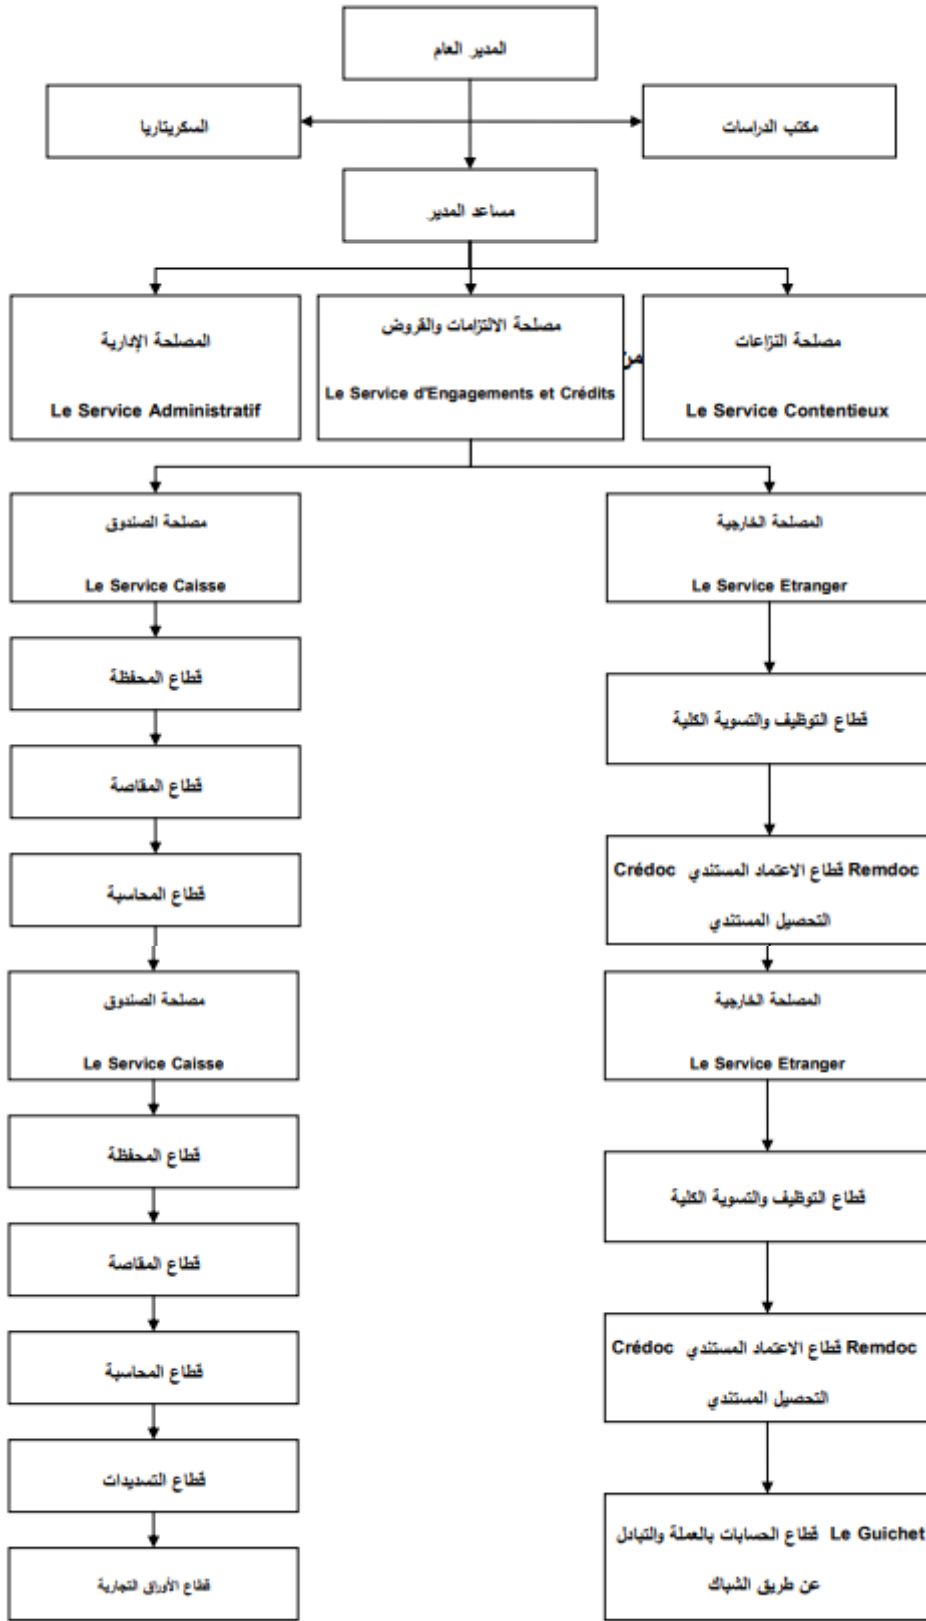 المدير العام
مكتب الدراسات
السكريتاريا
مساعد المدير
مصلحة النزاعات
Le Service Contentieux
من
مصلحة الالتزامات والقروض
Le Service d'Engagements et Crédits
المصلحة الإدارية
Le Service Administratif
المصلحة الخارجية
Le Service Etranger
مصلحة الصندوق
Le Service Caisse
قطاع المحفظة
قطاع التوظيف والتسوية الكلية
قطاع المقاصة
Remdoc قطاع الاعتماد المستندي Crédoc
التحصيل المستندي
قطاع المحاسبة
المصلحة الخارجية
Le Service Etranger
مصلحة الصندوق
Le Service Caisse
قطاع المحفظة
قطاع التوظيف والتسوية الكلية
قطاع المقاصة
Remdoc قطاع الاعتماد المستندي Crédoc
التحصيل المستندي
قطاع المحاسبة
قطاع التسديدات
Le Guichet قطاع الحسابات بالعملة والتبادل
عن طريق الشباك
قطاع الأوراق التجارية